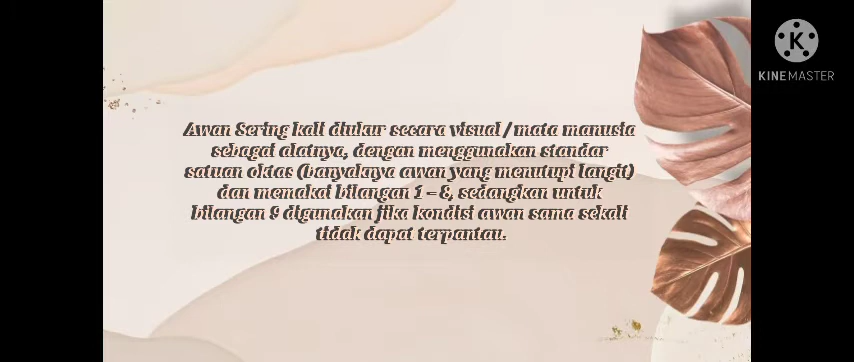 Awan Sering kali diukur secara visual / mata manusia
sebagai alatnya, dengan menggunakan standar
satuan oktas (banyaknya awan yang menutupi langit)
dan memakai bilangan 1 - 8, sedangkan untuk
bilangan 9 digunakan jika kondisi awan sama sekali
tidak dapat terpantau.
K
KINEMASTER